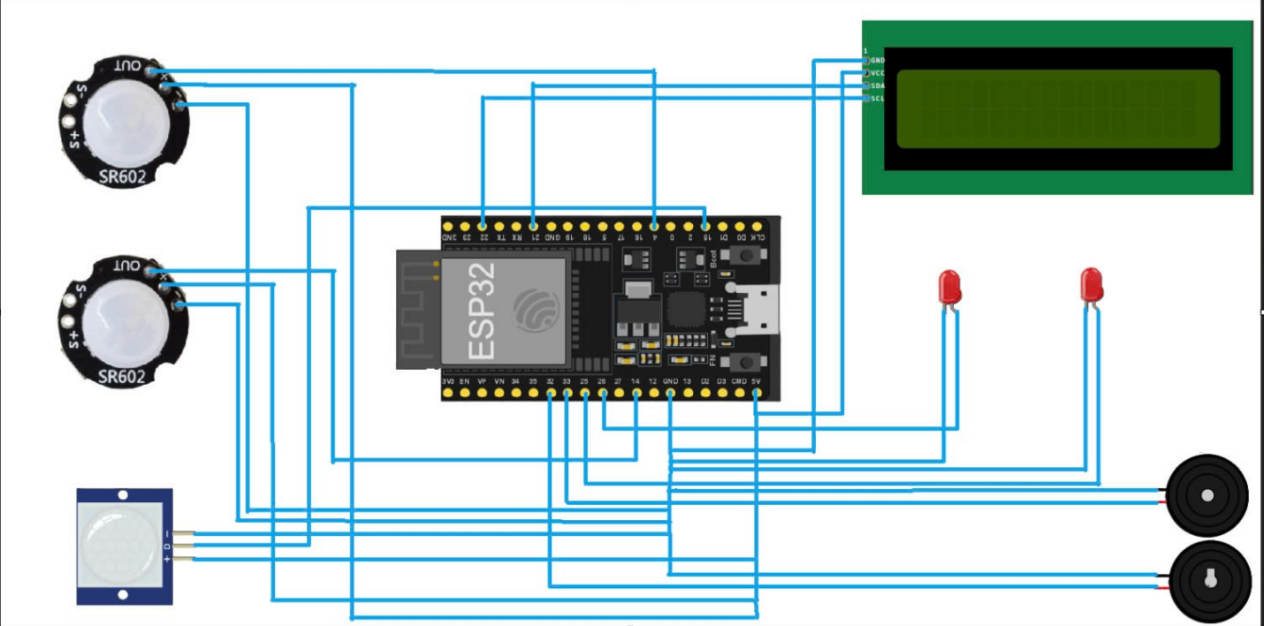 OUT
S-
S+
SR602
OUT
S-
S+
SR602
-
D
+
1
GND
VCC
SDA
SCL
GND 23 22 TX RX 21 GND 19 18 5 17 16 4 0 2 15 D1 D0 CLK
Boot
ESP32
EN
3V3 EN VP VN 34 35 32 33 25 26 27 14 12 GND 13 D2 D3 CMD 5V